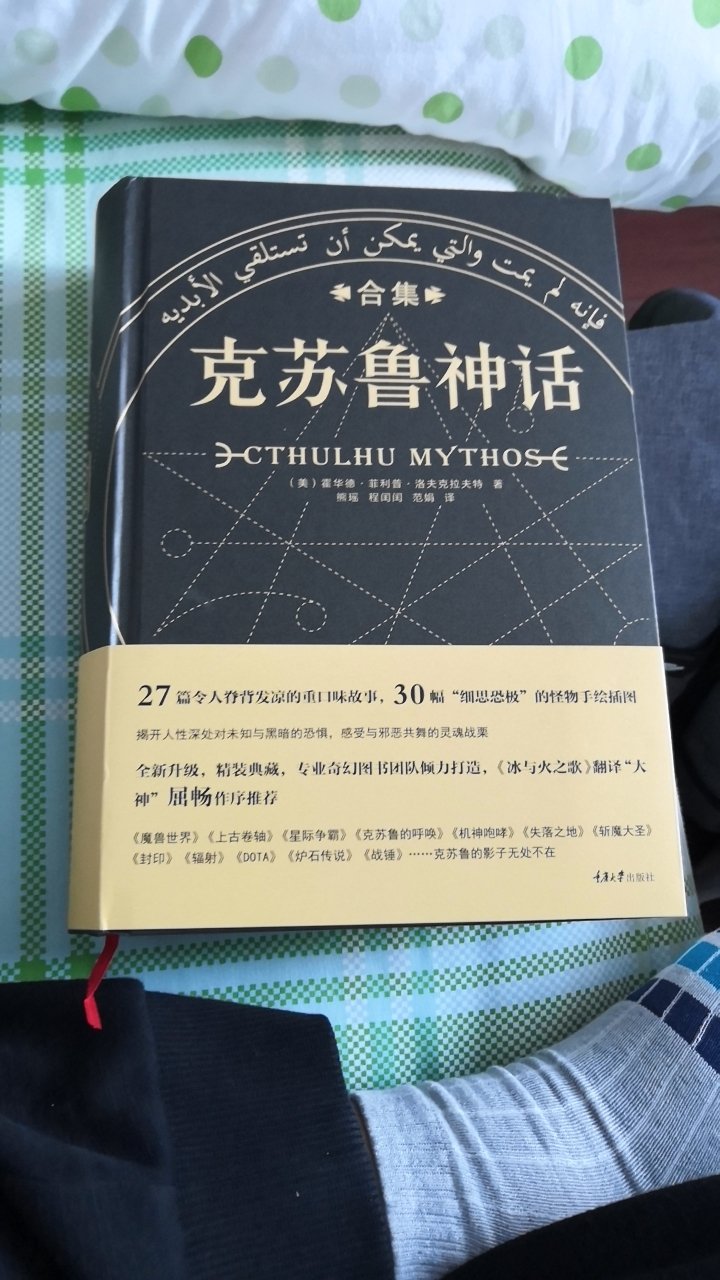 فإنه لم يمت والتي يمكن أن تستلقي الأبديه
合集
克苏鲁神话
CTHULHU MYTHOS
（美）霍华德·菲利普·洛夫克拉夫特 著
熊瑶 程闰闰 范娟 译
27篇令人脊背发凉的重口味故事，30幅“细思恐极”的怪物手绘插图
揭开人性深处对未知与黑暗的恐惧，感受与邪恶共舞的灵魂战栗
全新升级，精装典藏，专业奇幻图书团队倾力打造，《冰与火之歌》翻译“大
神”屈畅作序推荐
《魔兽世界》《上古卷轴》《星际争霸》《克苏鲁的呼唤》《机神咆哮》《失落之地》《斩魔大圣》
《封印》《辐射》《DOTA》《炉石传说》《战锤》……克苏鲁的影子无处不在
重庆大学出版社